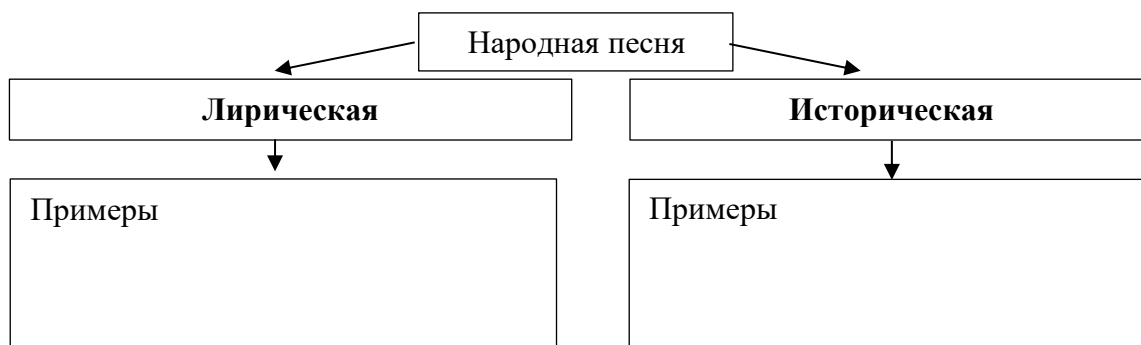 Народная песня
Лирическая
Историческая
Примеры
Примеры